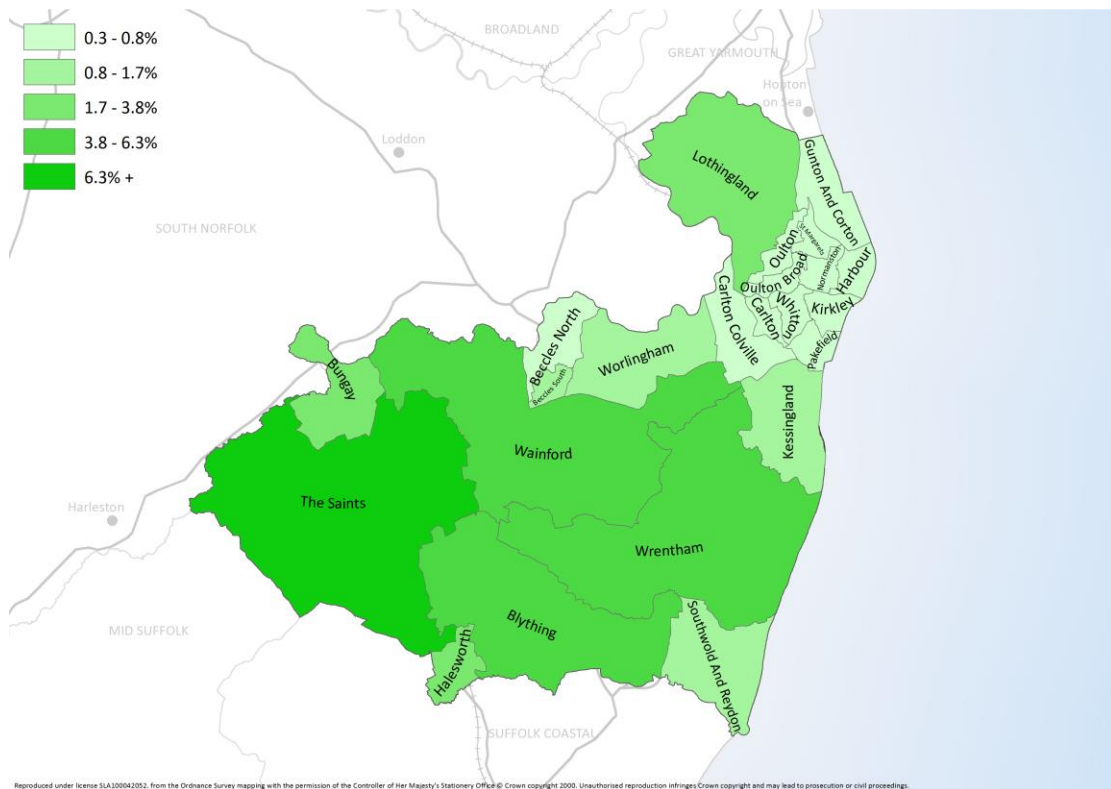 0.3 - 0.8%
0.8 - 1.7%
1.7 - 3.8%
3.8 - 6.3%
6.3% +
BROADLAND
GREAT YARMOUTH
Hopton
on Sea
Loddon
SOUTH NORFOLK
Lothingland
Gunton And Corton
St Margarets
Oulton
Normanston
Harbour
Oulton Broad
Kirkley
Whitton
Carlton
Pakefield
Carlton Colville
Beccles North
Beccles South
Worlingham
Bungay
Kessingland
Wainford
The Saints
Harleston
Wrentham
Blything
MID SUFFOLK
Halesworth
Southwold And Reydon
SUFFOLK COASTAL
Reproduced under license SLA100042052. from the Ordnance Survey mapping with the permission of the Controller of Her Majesty's Stationery Office © Crown copyright 2000. Unauthorised reproduction infringes Crown copyright and may lead to prosecution or civil proceedings.